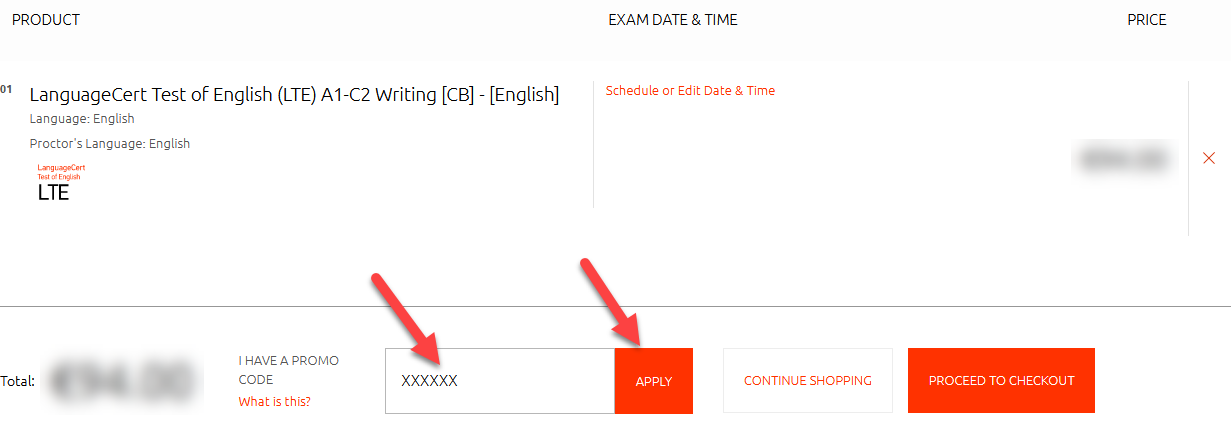 PRODUCT EXAM DATE & TIME PRICE
01 LanguageCert Test of English (LTE) A1-C2 Writing [CB] - [English] Schedule or Edit Date & Time
Language: English
Proctor's Language: English
LanguageCert
Test of English
LTE
Total: €94.00
I HAVE A PROMO
CODE
What is this?
XXXXXX
APPLY
CONTINUE SHOPPING
PROCEED TO CHECKOUT